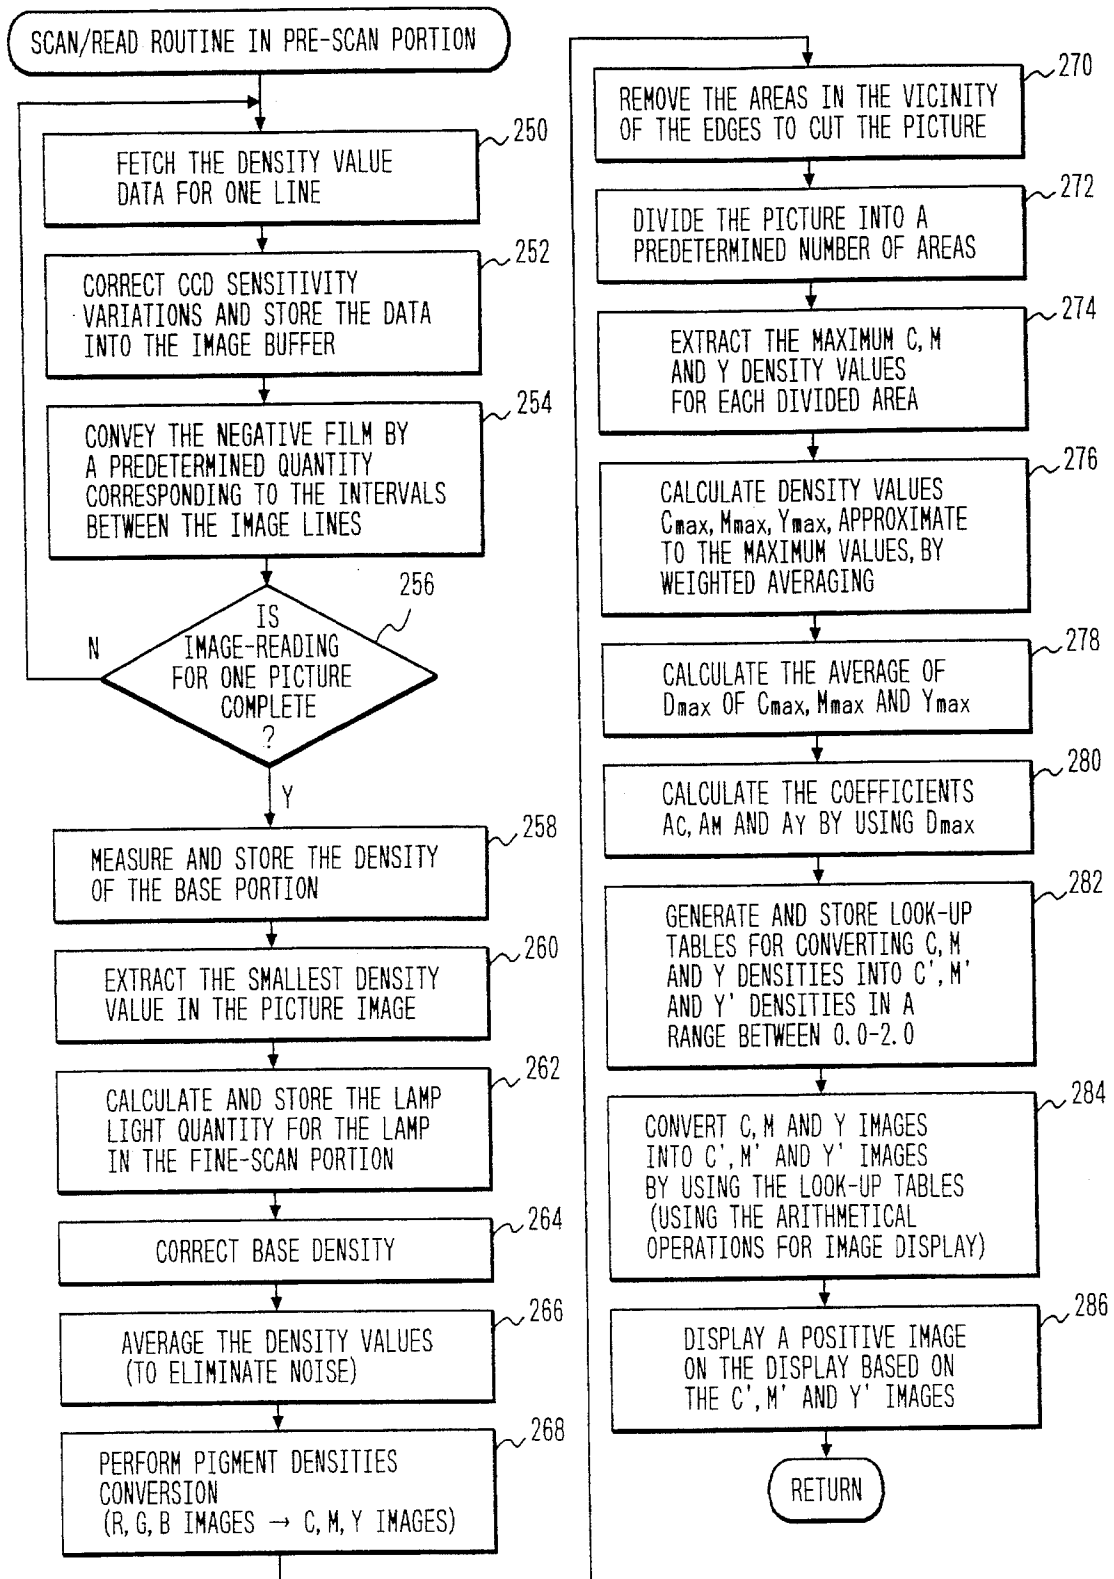 SCAN/READ ROUTINE IN PRE-SCAN PORTION
250
FETCH THE DENSITY VALUE
DATA FOR ONE LINE
252
CORRECT CCD SENSITIVITY
VARIATIONS AND STORE THE DATA
INTO THE IMAGE BUFFER
254
CONVEY THE NEGATIVE FILM BY
A PREDETERMINED QUANTITY
CORRESPONDING TO THE INTERVALS
BETWEEN THE IMAGE LINES
256
IS
IMAGE-READING
FOR ONE PICTURE
COMPLETE
?
N
Y
258
MEASURE AND STORE THE DENSITY
OF THE BASE PORTION
260
EXTRACT THE SMALLEST DENSITY
VALUE IN THE PICTURE IMAGE
262
CALCULATE AND STORE THE LAMP
LIGHT QUANTITY FOR THE LAMP
IN THE FINE-SCAN PORTION
264
CORRECT BASE DENSITY
266
AVERAGE THE DENSITY VALUES
(TO ELIMINATE NOISE)
268
PERFORM PIGMENT DENSITIES
CONVERSION
(R, G, B IMAGES → C, M, Y IMAGES)
270
REMOVE THE AREAS IN THE VICINITY
OF THE EDGES TO CUT THE PICTURE
272
DIVIDE THE PICTURE INTO A
PREDETERMINED NUMBER OF AREAS
274
EXTRACT THE MAXIMUM C, M
AND Y DENSITY VALUES
FOR EACH DIVIDED AREA
276
CALCULATE DENSITY VALUES
Cmax, Mmax, Ymax, APPROXIMATE
TO THE MAXIMUM VALUES, BY
WEIGHTED AVERAGING
278
CALCULATE THE AVERAGE OF
Dmax OF Cmax, Mmax AND Ymax
280
CALCULATE THE COEFFICIENTS
AC, AM AND AY BY USING Dmax
282
GENERATE AND STORE LOOK-UP
TABLES FOR CONVERTING C, M
AND Y DENSITIES INTO C', M'
AND Y' DENSITIES IN A
RANGE BETWEEN 0.0-2.0
284
CONVERT C, M AND Y IMAGES
INTO C', M' AND Y' IMAGES
BY USING THE LOOK-UP TABLES
(USING THE ARITHMETICAL
OPERATIONS FOR IMAGE DISPLAY)
286
DISPLAY A POSITIVE IMAGE
ON THE DISPLAY BASED ON
THE C', M' AND Y' IMAGES
RETURN